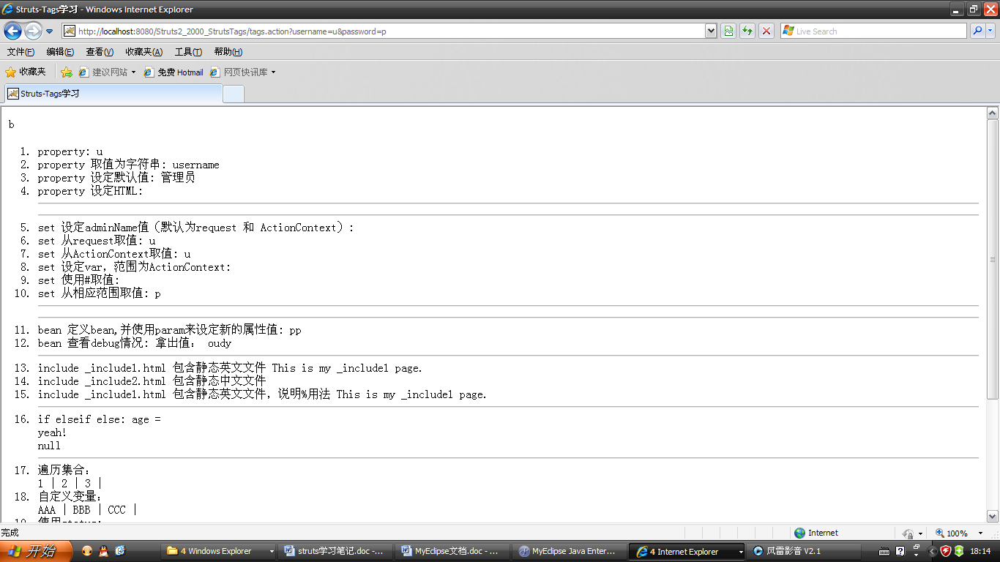 Struts-Tags学习 - Windows Internet Explorer
http://localhost:8080/Struts2_2000_StrutsTags/tags.action?username=u&password=p
Live Search
文件(F) 编辑(E) 查看(V) 收藏夹(A) 工具(T) 帮助(H)
收藏夹 建议网站 免费 Hotmail 网页快讯库
Struts-Tags学习
b
1. property: u
2. property 取值为字符串: username
3. property 设定默认值: 管理员
4. property 设定HTML:
5. set 设定adminName值（默认为request 和 ActionContext）:
6. set 从request取值: u
7. set 从ActionContext取值: u
8. set 设定var，范围为ActionContext:
9. set 使用#取值:
10. set 从相应范围取值: p
11. bean 定义bean,并使用param来设定新的属性值: pp
12. bean 查看debug情况: 拿出值： oudy
13. include _include1.html 包含静态英文文件 This is my _include1 page.
14. include _include2.html 包含静态中文文件
15. include _include1.html 包含静态英文文件，说明%用法 This is my _include1 page.
16. if elseif else: age =
yeah!
null
17. 遍历集合：
1 | 2 | 3 |
18. 自定义变量：
AAA | BBB | CCC |
19. 使用status:
完成
Internet
100%
开始
4 Windows Explorer
struts学习笔记.doc -...
MyEclipse文档.doc - ...
MyEclipse Java Enter...
4 Internet Explorer
风雷影音 V2.1
18:14